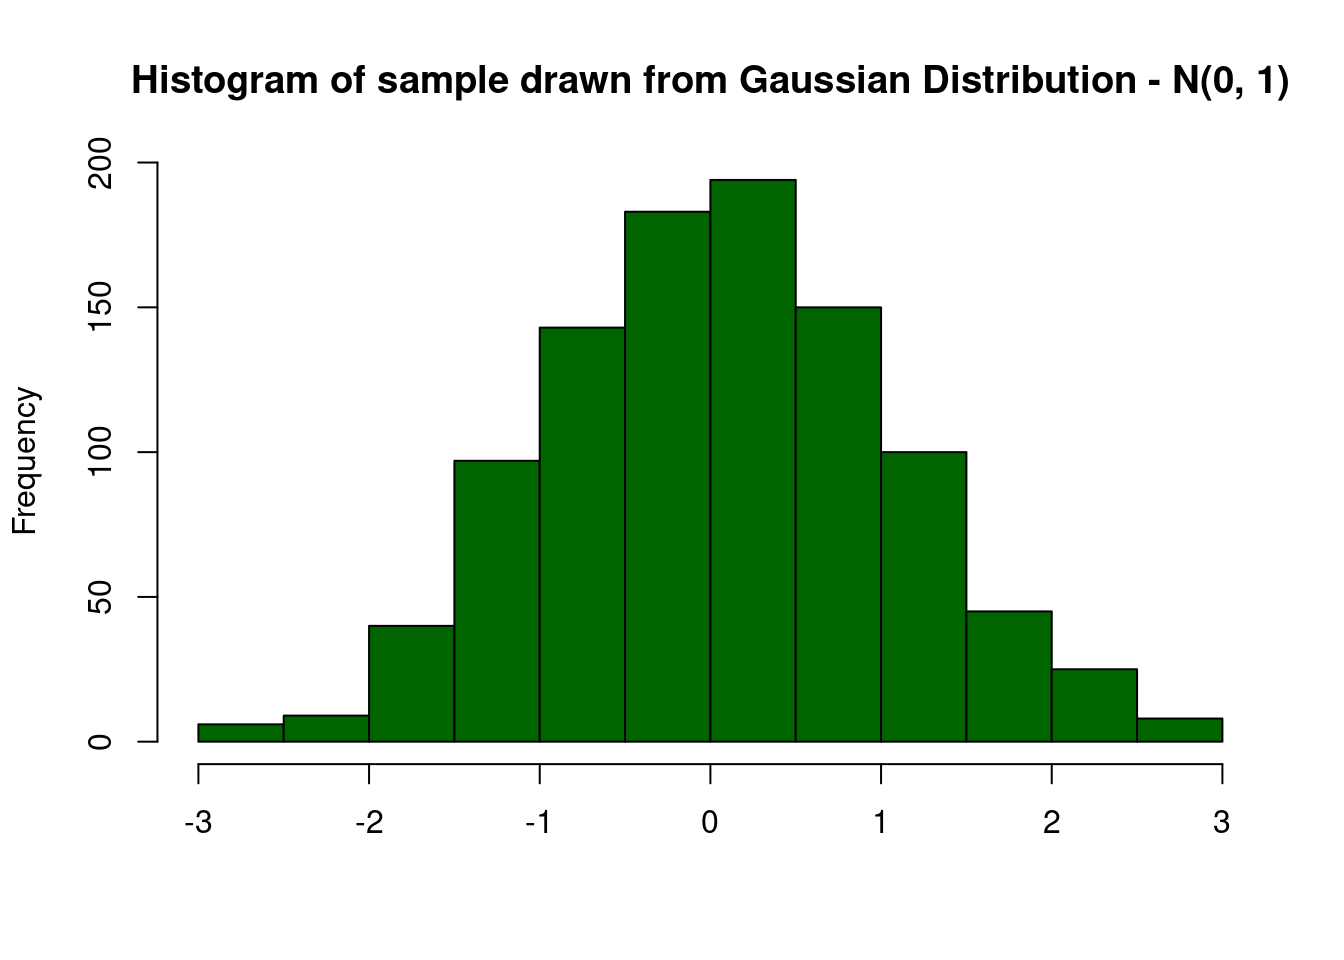 Histogram of sample drawn from Gaussian Distribution - N(0, 1)
Frequency
200
150
100
50
0
-3 -2 -1 0 1 2 3